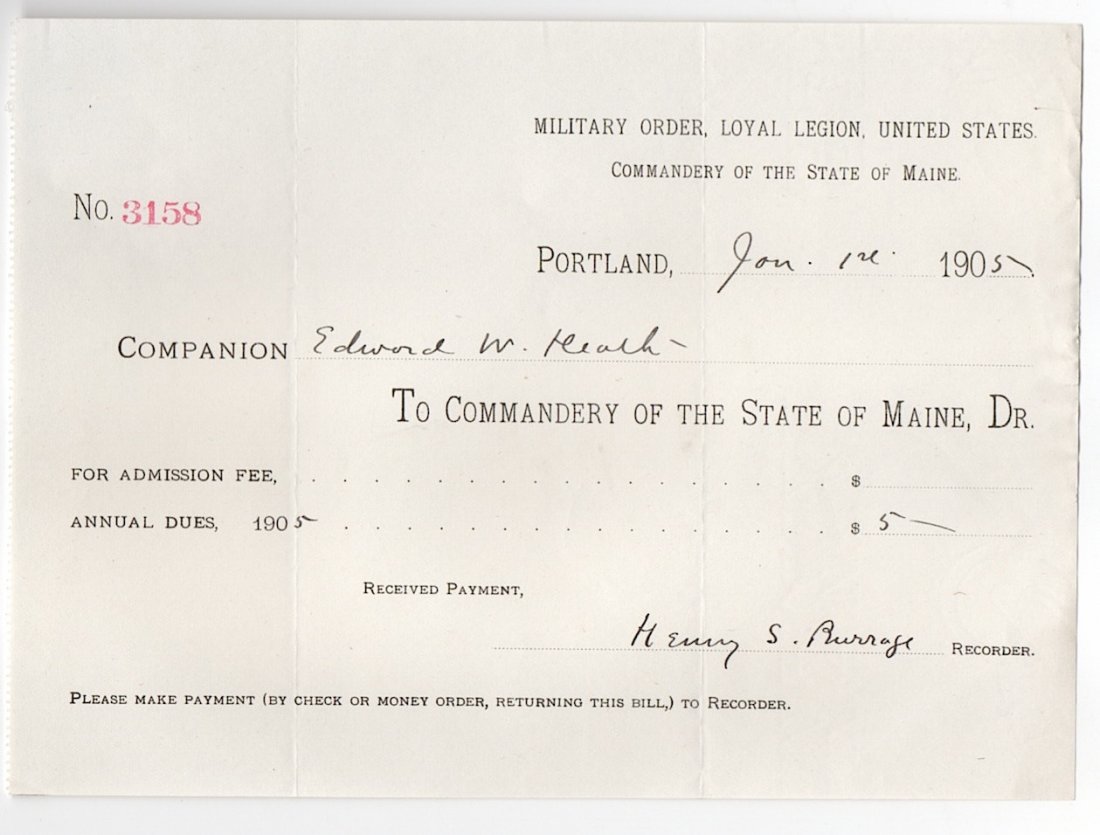 MILITARY ORDER, LOYAL LEGION, UNITED STATES.
COMMANDERY OF THE STATE OF MAINE.
No. 3158
PORTLAND, Jan. 1st. 1905.
COMPANION Edward W. Heath
TO COMMANDERY OF THE STATE OF MAINE, DR.
FOR ADMISSION FEE, . . . . . . . . . . . . . . . . . . $
ANNUAL DUES, 1905 . . . . . . . . . . . . . . . . . $ 5 —
RECEIVED PAYMENT,
Henry S. Burrage RECORDER.
PLEASE MAKE PAYMENT (BY CHECK OR MONEY ORDER, RETURNING THIS BILL,) TO RECORDER.